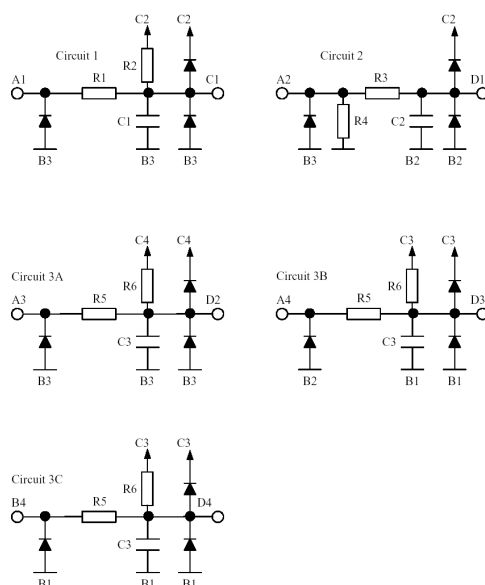 C2 C2
Circuit 1
R2
A1 R1 C1
C1
B3 B3 B3
C2
Circuit 2
A2 R3 D1
R4 C2
B3 B2 B2
C4 C4
Circuit 3A
R6
A3 R5 D2
C3
B3 B3 B3
C3 C3
Circuit 3B
R6
A4 R5 D3
C3
B2 B1 B1
C3 C3
Circuit 3C
R6
B4 R5 D4
C3
B1 B1 B1